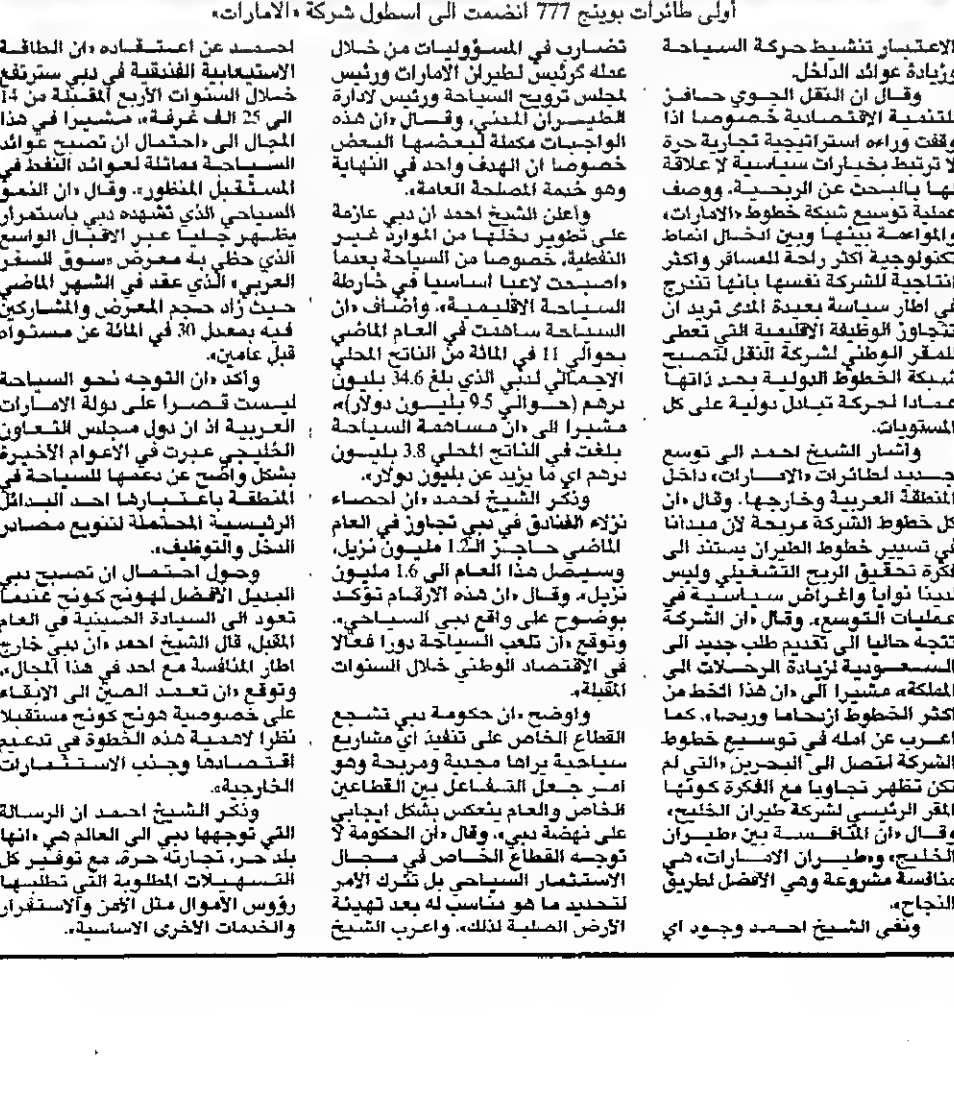 أولى طائرات بوينج 777 انضمت الى اسطول شركة «الامارات»
الاعتبار تنشيط حركة السياحة
وزيادة عوائد الداخل.
وقال ان النقل الجوي حافز
للتنمية الاقتصادية خصوصا اذا
وقفت وراءه استراتيجية تجارية حرة
لا ترتبط بخيارات سياسية لا علاقة
لها بالبحث عن الربحية. ووصف
عملية توسيع شبكة خطوط «الامارات»
والمواءمة بينها وبين ادخال انماط
تكنولوجية اكثر راحة للمسافر واكثر
انتاجية للشركة نفسها بانها تندرج
في اطار سياسة بعيدة المدى تريد ان
تتجاوز الوظيفة الاقليمية التي تعطى
للمقر الوطني لشركة النقل لتصبح
شبكة الخطوط الدولية بحد ذاتها
عمادا لحركة تبادل دولية على كل
المستويات.
وأشار الشيخ احمد الى توسع
جديد لطائرات «الامارات» داخل
المنطقة العربية وخارجها. وقال «ان
كل خطوط الشركة مربحة لان مبدأنا
في تسيير خطوط الطيران يستند الى
فكرة تحقيق الربح التشغيلي وليس
لدينا نوايا واغراض سياسية في
عمليات التوسع». وقال «ان الشركة
تتجه حاليا الى تقديم طلب جديد الى
السعودية لزيادة الرحلات الى
المملكة» مشيرا الى «ان هذا الخط من
اكثر الخطوط ازدحاما وربحا». كما
اعرب عن امله في توسيع خطوط
الشركة لتصل الى البحرين «التي لم
تكن تظهر تجاوبا مع الفكرة كونها
المقر الرئيسي لشركة طيران الخليج»
وقال «ان المنافسة بين «طيران
الخليج» و«طيران الامارات» هي
منافسة مشروعة وهي الافضل لطريق
النجاح».
ونفى الشيخ احمد وجود اي
تضارب في المسؤوليات من خلال
عمله كرئيس لطيران الامارات ورئيس
لمجلس ترويج السياحة ورئيس لادارة
الطيران المدني، وقال «ان هذه
الواجبات مكملة لبعضها البعض
خصوصا ان الهدف واحد في النهاية
وهو خدمة المصلحة العامة».
وأعلن الشيخ احمد ان دبي عازمة
على تطوير دخلها من الموارد غير
النفطية، خصوصا من السياحة بعدما
«اصبحت لاعبا اساسيا في خارطة
السياحة الاقليمية»، وأضاف «ان
السياحة ساهمت في العام الماضي
بحوالي 11 في المائة من الناتج المحلي
الاجمالي لدبي الذي بلغ 34.6 بليون
درهم (حوالي 9.5 بليون دولار)»،
مشيرا الى «ان مساهمة السياحة
بلغت في الناتج المحلي 3.8 بليون
درهم اي ما يزيد عن بليون دولار».
وذكر الشيخ احمد «ان احصاء
نزلاء الفنادق في دبي تجاوز في العام
الماضي حاجز الـ1.2 مليون نزيل،
وسيصل هذا العام الى 1.6 مليون
نزيل». وقال «ان هذه الارقام تؤكد
بوضوح على واقع دبي السياحي».
وتوقع «ان تلعب السياحة دورا فعالا
في الاقتصاد الوطني خلال السنوات
المقبلة».
وأوضح «ان حكومة دبي تشجع
القطاع الخاص على تنفيذ اي مشاريع
سياحية يراها مجدية ومربحة وهو
امر جعل التفاعل بين القطاعين
الخاص والعام ينعكس بشكل ايجابي
على نهضة دبي». وقال «ان الحكومة لا
توجه القطاع الخاص في مجال
الاستثمار السياحي بل تترك الأمر
لتحديد ما هو مناسب له بعد تهيئة
الأرض الصلبة لذلك». واعرب الشيخ
احمد عن اعتقاده «ان الطاقة
الاستيعابية الفندقية في دبي سترتفع
خلال السنوات الأربع المقبلة من 14
الى 25 الف غرفة»، مشيرا في هذا
المجال الى «احتمال ان تصبح عوائد
السياحة مماثلة لعوائد النفط في
المستقبل المنظور». وقال «ان النمو
السياحي الذي تشهده دبي باستمرار
يظهر جليا عبر الاقبال الواسع
الذي حظي به معرض «سوق السفر
العربي» الذي عقد في الشهر الماضي
حيث زاد حجم المعرض والمشاركين
فيه بمعدل 30 في المائة عن مستواه
قبل عامين».
وأكد «ان التوجه نحو السياحة
ليست قصرا على دولة الامارات
العربية اذ ان دول مجلس التعاون
الخليجي عبرت في الاعوام الاخيرة
بشكل واضح عن دعمها للسياحة في
المنطقة باعتبارها احد البدائل
الرئيسية المحتملة لتنويع مصادر
الدخل والتوظيف».
وحول احتمال ان تصبح دبي
البديل الافضل لهونج كونج عندما
تعود الى السيادة الصينية في العام
المقبل، قال الشيخ احمد «ان دبي خارج
اطار المنافسة مع احد في هذا المجال»،
وتوقع «ان تعمد الصين الى الابقاء
على خصوصية هونج كونج مستقبلا
نظرا لاهمية هذه الخطوة في تدعيم
اقتصادها وجذب الاستثمارات
الخارجية».
وذكر الشيخ احمد ان الرسالة
التي توجهها دبي الى العالم هي «انها
بلد حر، تجارته حرة، مع توفير كل
التسهيلات المطلوبة التي تطلبها
رؤوس الأموال مثل الأمن والاستقرار
والخدمات الأخرى الاساسية».